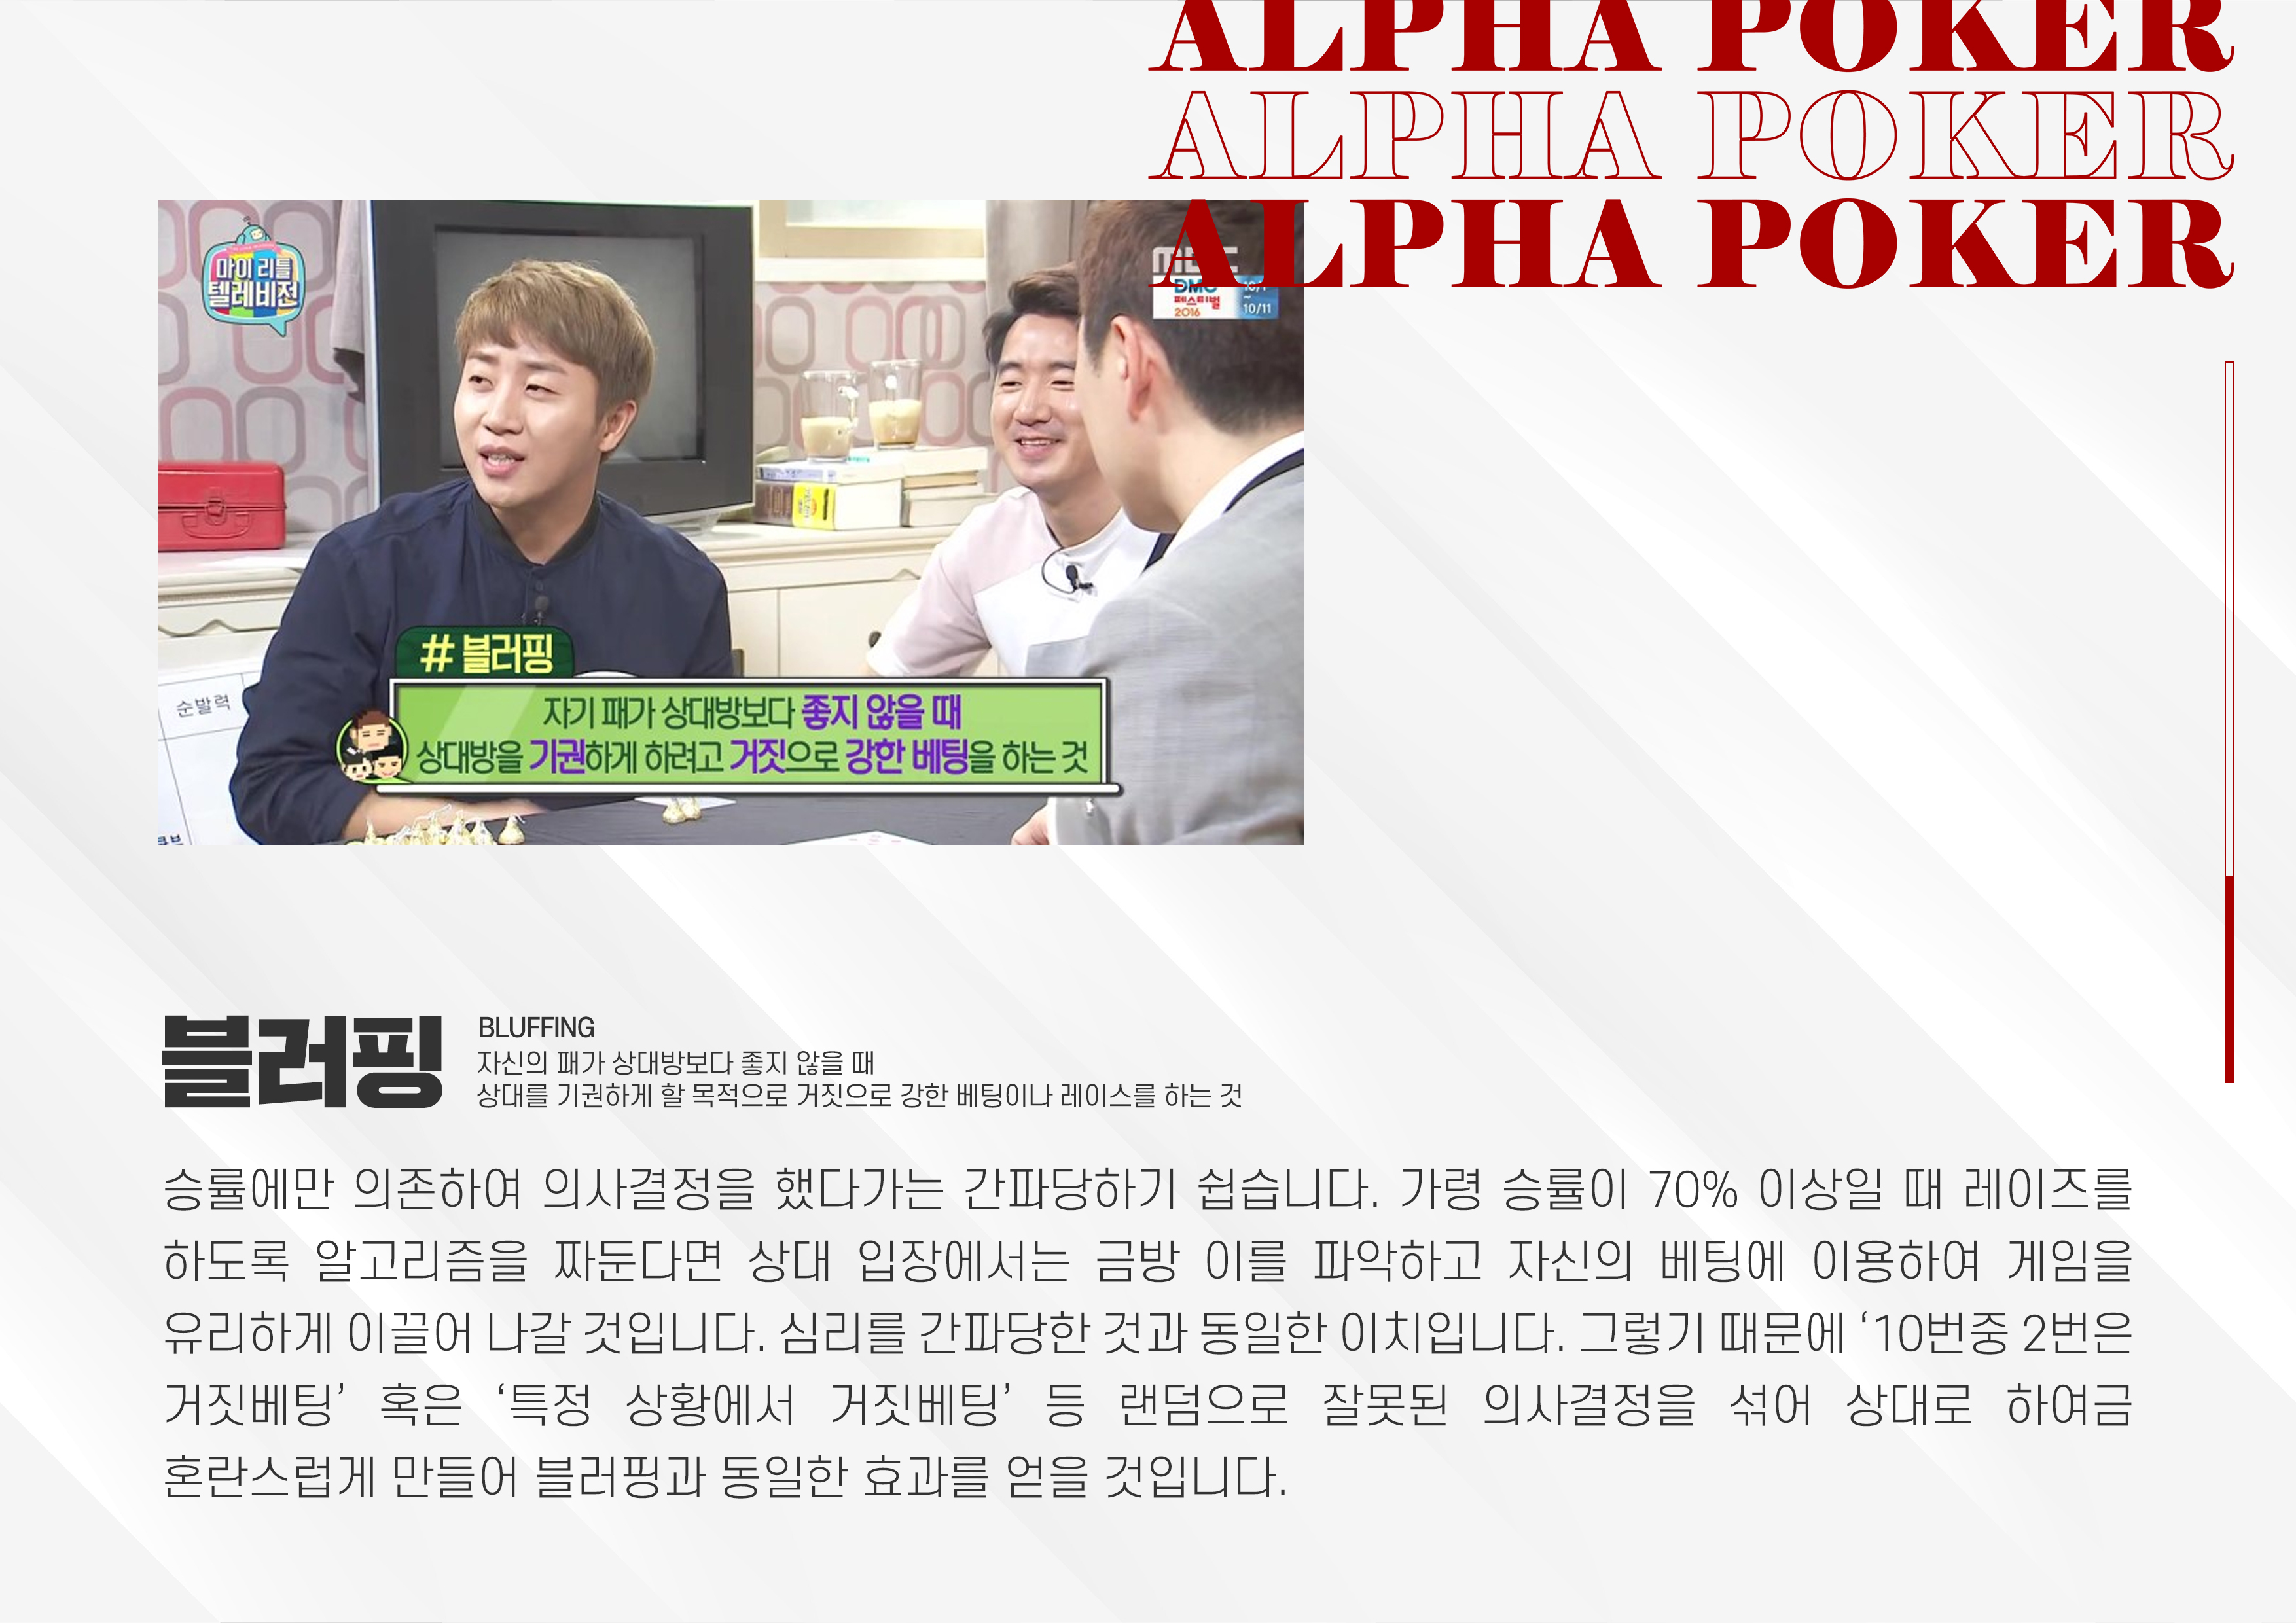 ALPHA POKER
ALPHA POKER
ALPHA POKER
마이 리틀
텔레비전
MBC
DMC
페스티벌
2016
10/1
~
10/11
순발력
# 블러핑
자기 패가 상대방보다 좋지 않을 때
상대방을 기권하게 하려고 거짓으로 강한 베팅을 하는 것
블러핑
BLUFFING
자신의 패가 상대방보다 좋지 않을 때
상대를 기권하게 할 목적으로 거짓으로 강한 베팅이나 레이스를 하는 것
승률에만 의존하여 의사결정을 했다가는 간파당하기 쉽습니다. 가령 승률이 70% 이상일 때 레이즈를
하도록 알고리즘을 짜둔다면 상대 입장에서는 금방 이를 파악하고 자신의 베팅에 이용하여 게임을
유리하게 이끌어 나갈 것입니다. 심리를 간파당한 것과 동일한 이치입니다. 그렇기 때문에 ‘10번중 2번은
거짓베팅’ 혹은 ‘특정 상황에서 거짓베팅’ 등 랜덤으로 잘못된 의사결정을 섞어 상대로 하여금
혼란스럽게 만들어 블러핑과 동일한 효과를 얻을 것입니다.